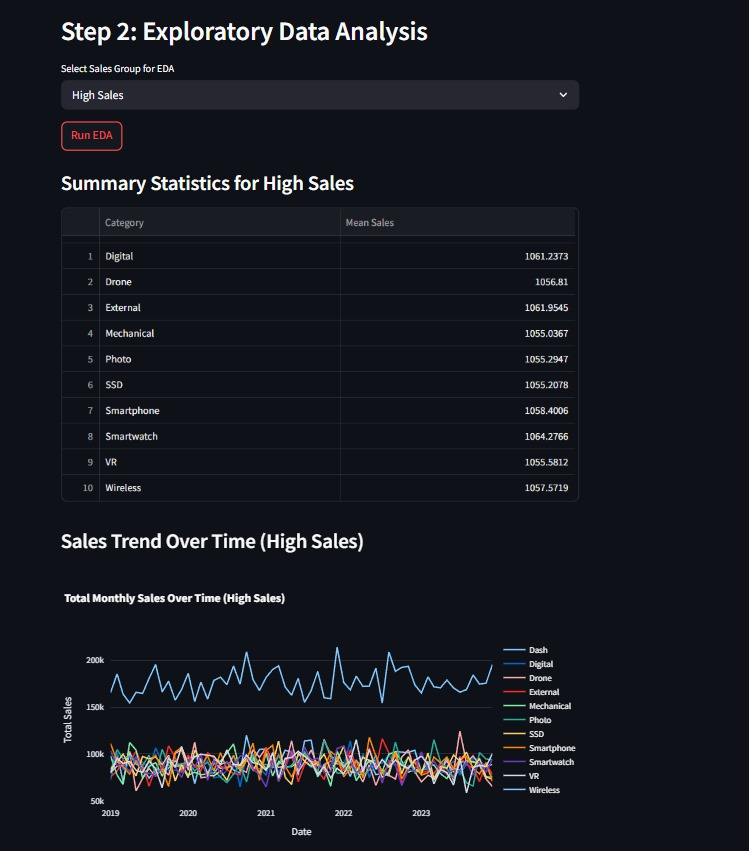 Step 2: Exploratory Data Analysis
Select Sales Group for EDA
High Sales
Run EDA
Summary Statistics for High Sales
Category Mean Sales
1 Digital 1061.2373
2 Drone 1056.81
3 External 1061.9545
4 Mechanical 1055.0367
5 Photo 1055.2947
6 SSD 1055.2078
7 Smartphone 1058.4006
8 Smartwatch 1064.2766
9 VR 1055.5812
10 Wireless 1057.5719
Sales Trend Over Time (High Sales)
Total Monthly Sales Over Time (High Sales)
Total Sales
200k
150k
100k
50k
2019 2020 2021 2022 2023
Date
Dash
Digital
Drone
External
Mechanical
Photo
SSD
Smartphone
Smartwatch
VR
Wireless